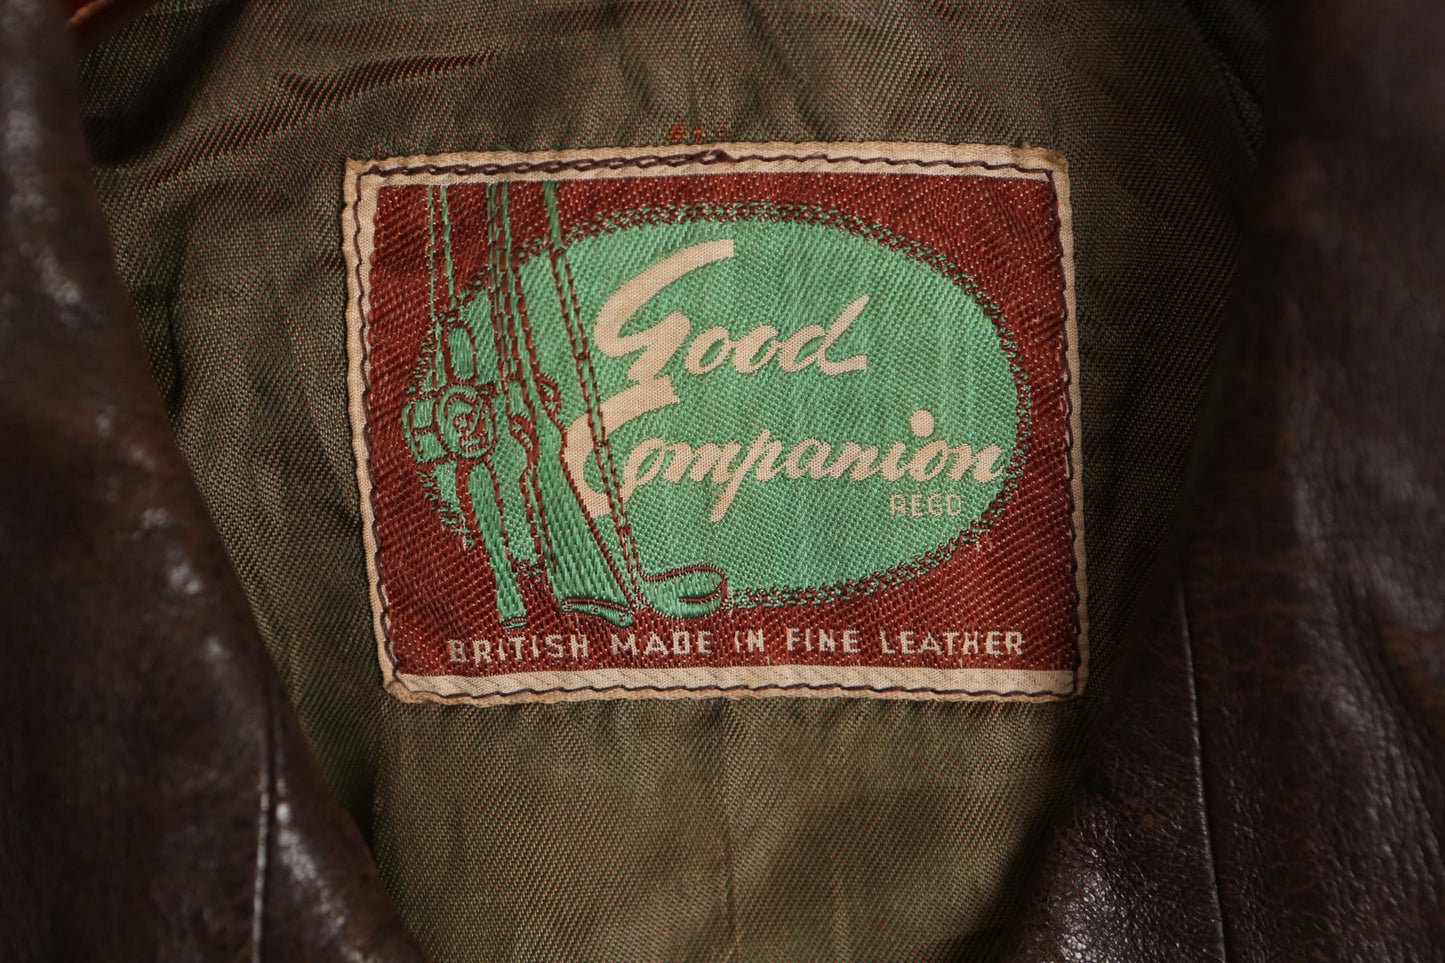 Good
Companion
REGD
BRITISH MADE IN FINE LEATHER